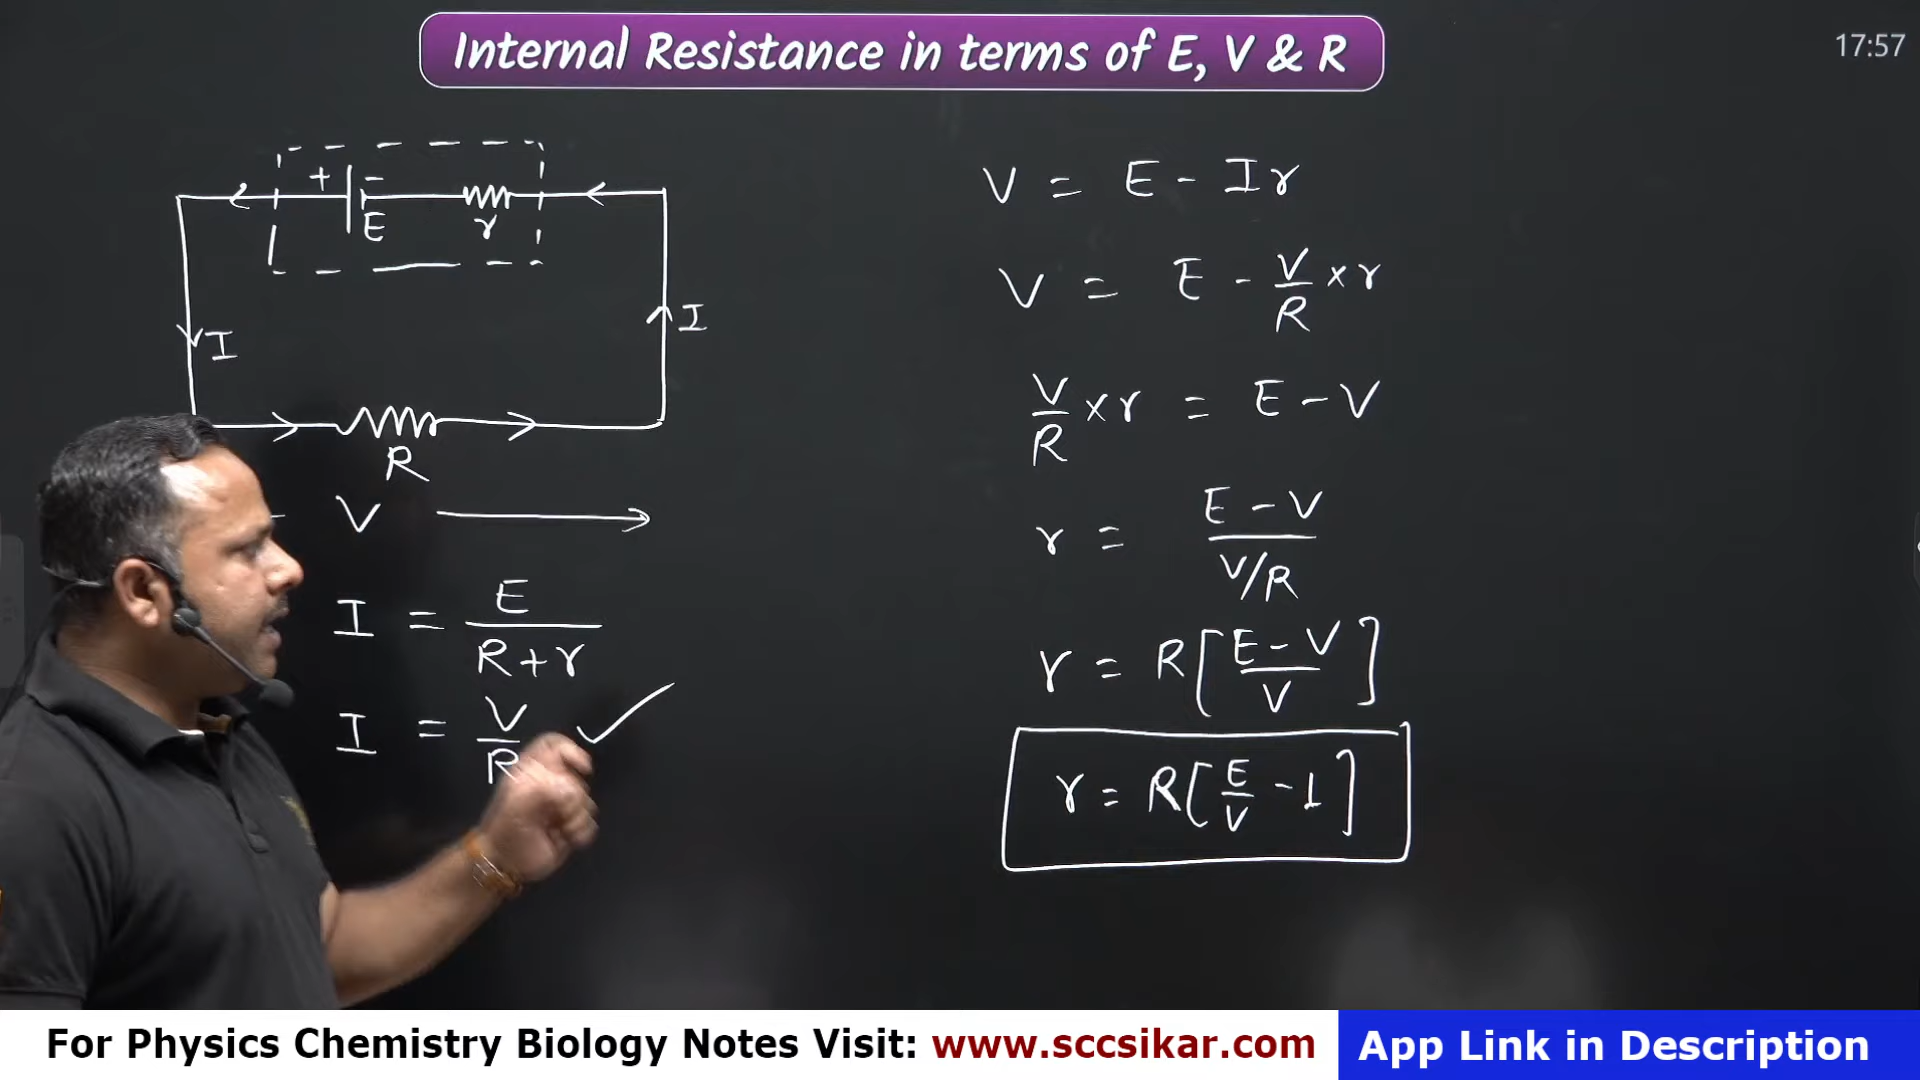 Internal Resistance in terms of E, V & R
17:57
+ -
E r
I
I
R
V
I = E / R+r
I = V / R
V = E - Ir
V = E - V/R × r
V/R × r = E - V
r = E - V / V/R
r = R[E - V / V]
r = R[E/V - 1]
For Physics Chemistry Biology Notes Visit: www.sccsikar.com
App Link in Description